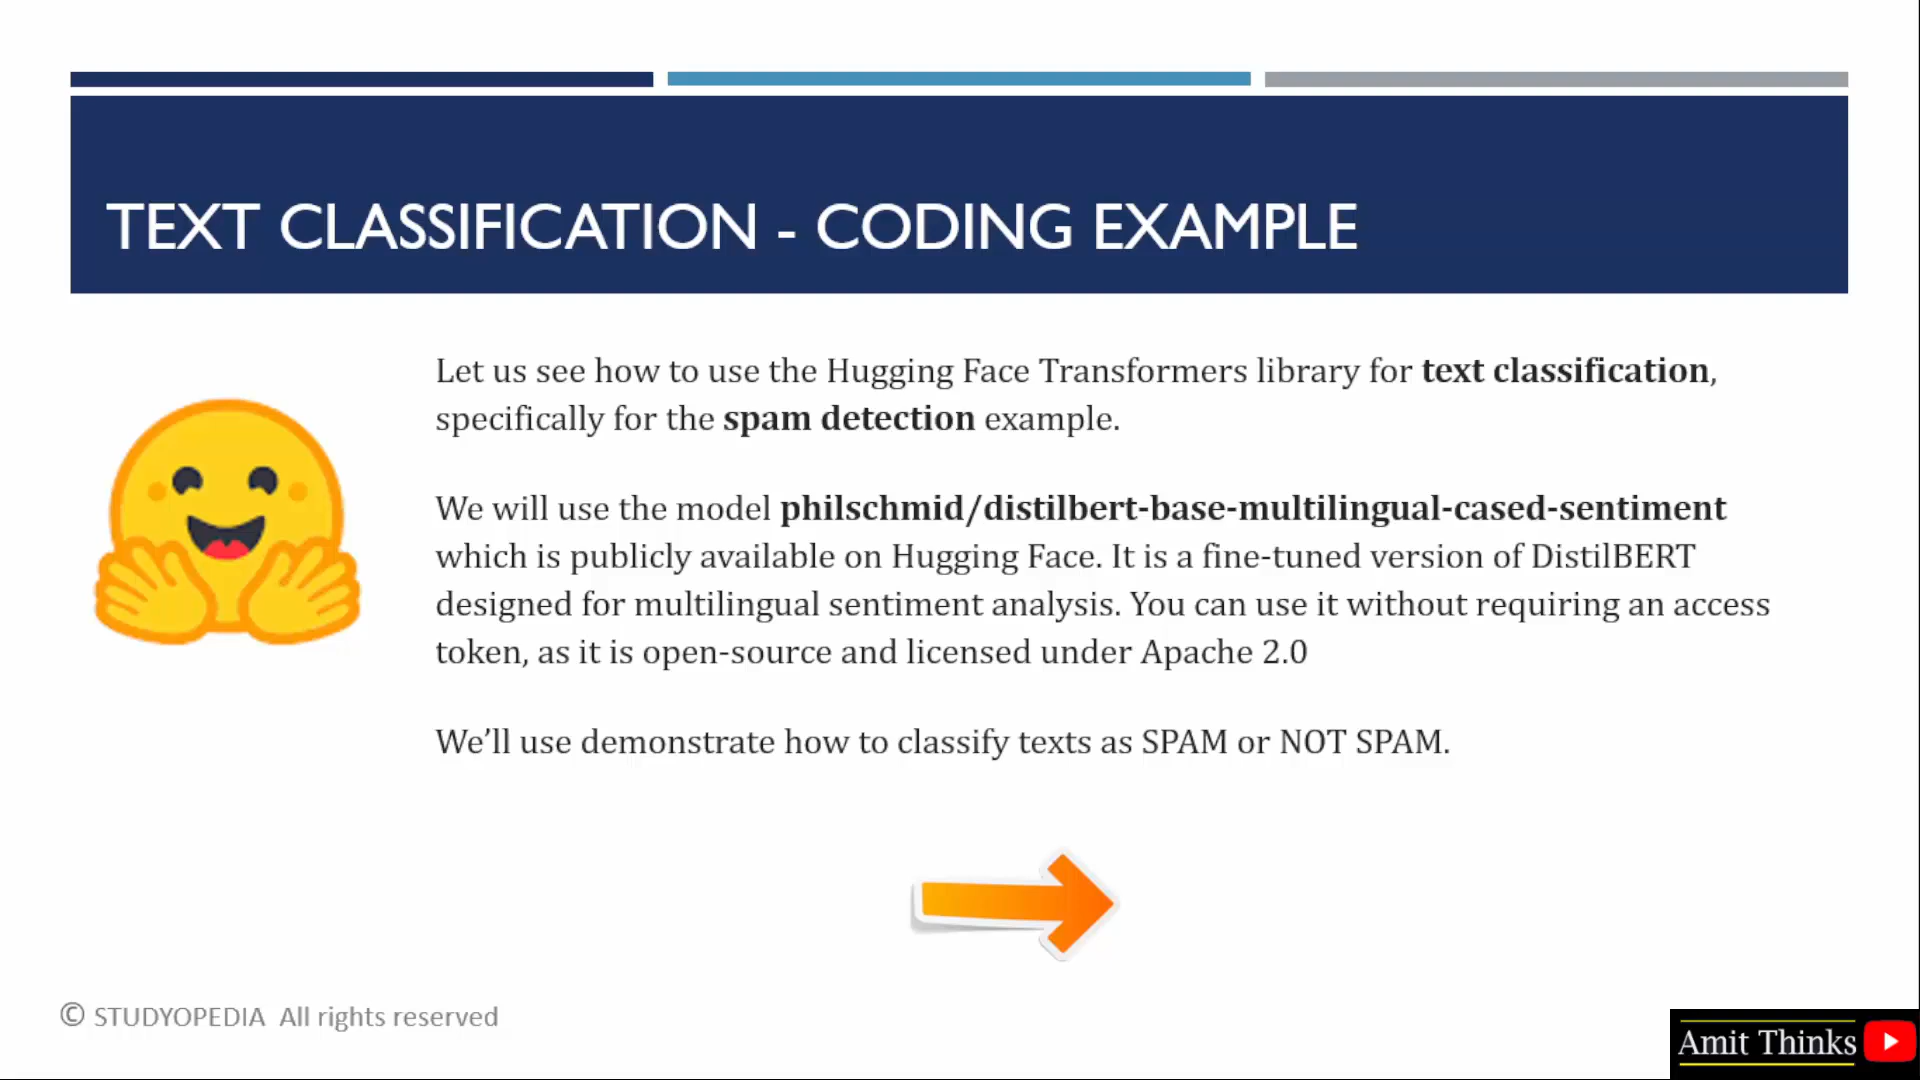 TEXT CLASSIFICATION - CODING EXAMPLE
Let us see how to use the Hugging Face Transformers library for text classification,
specifically for the spam detection example.
We will use the model philschmid/distilbert-base-multilingual-cased-sentiment
which is publicly available on Hugging Face. It is a fine-tuned version of DistilBERT
designed for multilingual sentiment analysis. You can use it without requiring an access
token, as it is open-source and licensed under Apache 2.0
We’ll use demonstrate how to classify texts as SPAM or NOT SPAM.
© STUDYOPEDIA All rights reserved
Amit Thinks